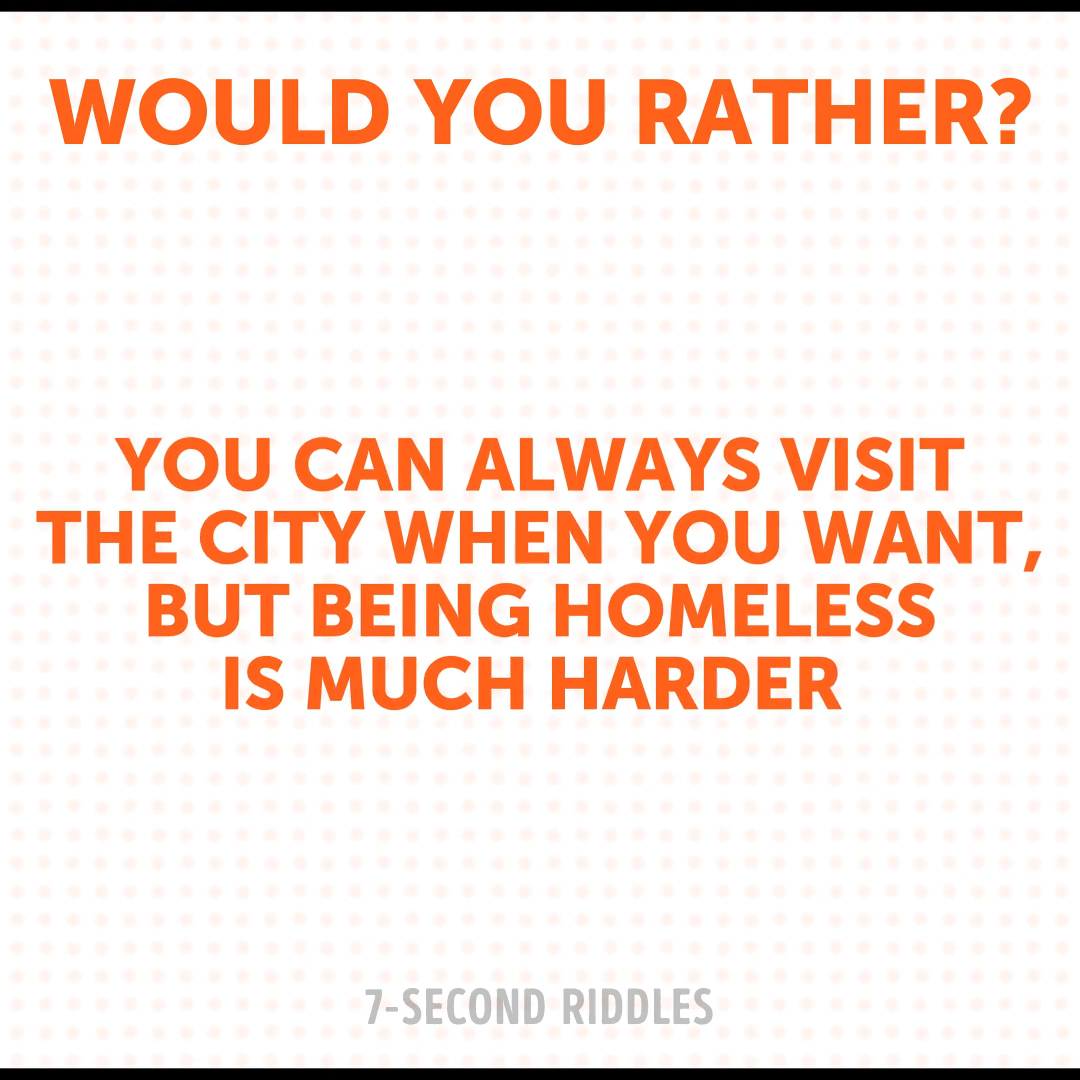 WOULD YOU RATHER?
YOU CAN ALWAYS VISIT
THE CITY WHEN YOU WANT,
BUT BEING HOMELESS
IS MUCH HARDER
7-SECOND RIDDLES